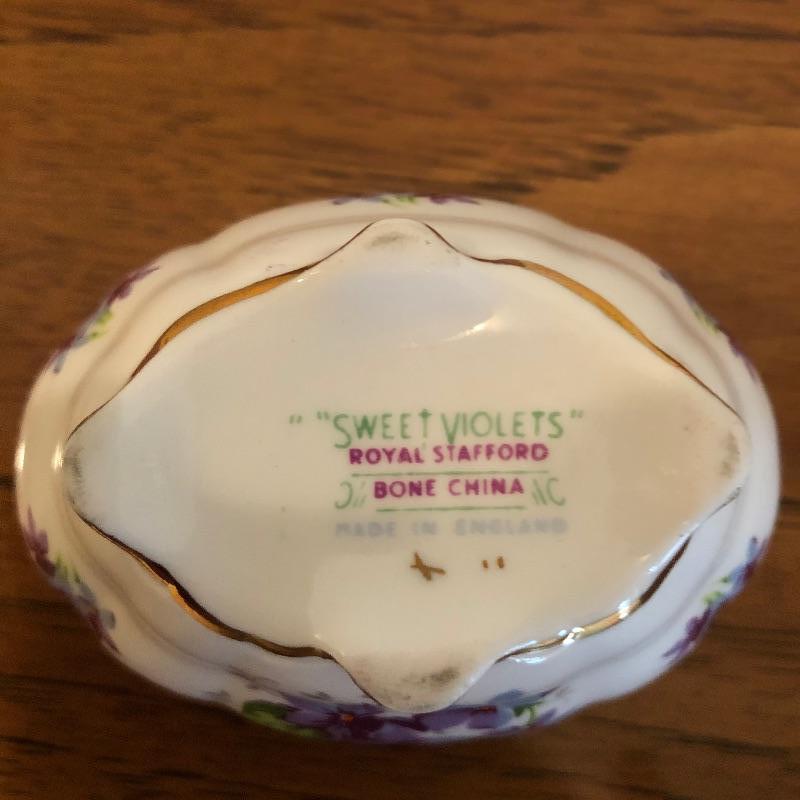 " "SWEET VIOLETS"
ROYAL STAFFORD
BONE CHINA
MADE IN ENGLAND